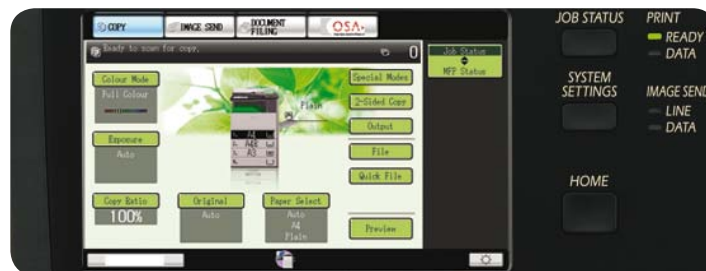 COPY
IMAGE SEND
DOCUMENT
FILING
OSA
Ready to scan for copy.
0
Job Status
MFP Status
Colour Mode
Full Colour
Special Modes
Plain
2-Sided Copy
Output
Exposure
Auto
A4
A4R
A3
File
Quick File
Copy Ratio
100%
Original
Auto
Paper Select
Auto
A4
Plain
Preview
JOB STATUS
PRINT
READY
DATA
SYSTEM
SETTINGS
IMAGE SEND
LINE
DATA
HOME